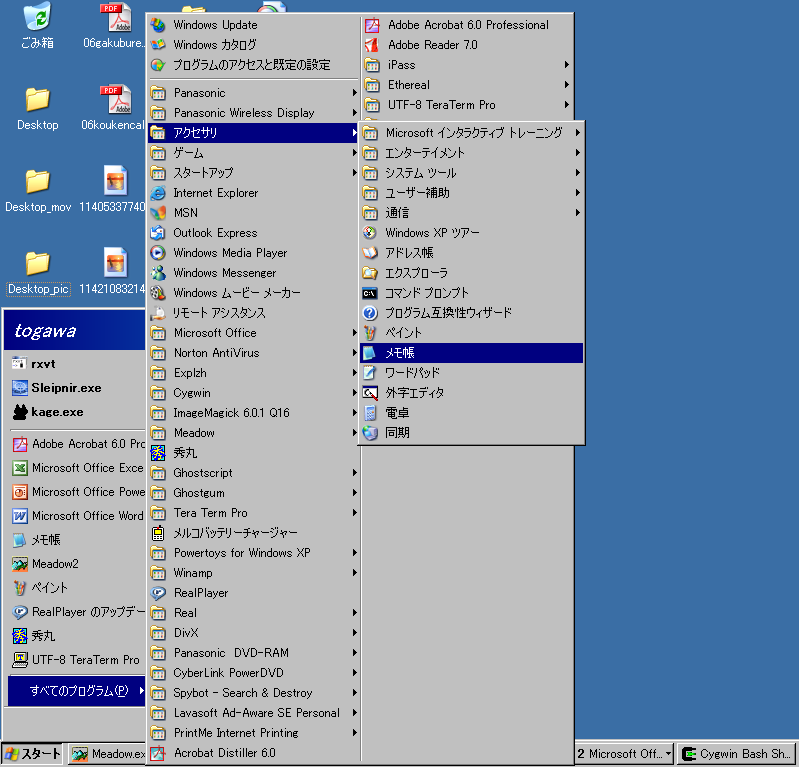 ごみ箱
06gakubure...
Desktop
06koukencal
Desktop_mov
11405337740
Desktop_pic
11421083214
togawa
rxvt
Sleipnir.exe
kage.exe
Adobe Acrobat 6.0 Pro
Microsoft Office Exce
Microsoft Office Powe
Microsoft Office Word
メモ帳
Meadow2
ペイント
RealPlayer のアップデー
秀丸
UTF-8 TeraTerm Pro
すべてのプログラム(P)
Windows Update
Windows カタログ
プログラムのアクセスと既定の設定
Panasonic
Panasonic Wireless Display
アクセサリ
ゲーム
スタートアップ
Internet Explorer
MSN
Outlook Express
Windows Media Player
Windows Messenger
Windows ムービー メーカー
リモート アシスタンス
Microsoft Office
Norton AntiVirus
Explzh
Cygwin
ImageMagick 6.0.1 Q16
Meadow
秀丸
Ghostscript
Ghostgum
Tera Term Pro
メルコバッテリーチャージャー
Powertoys for Windows XP
Winamp
RealPlayer
Real
DivX
Panasonic DVD-RAM
CyberLink PowerDVD
Spybot - Search & Destroy
Lavasoft Ad-Aware SE Personal
PrintMe Internet Printing
Acrobat Distiller 6.0
Adobe Acrobat 6.0 Professional
Adobe Reader 7.0
iPass
Ethereal
UTF-8 TeraTerm Pro
Microsoft インタラクティブ トレーニング
エンターテイメント
システム ツール
ユーザー補助
通信
Windows XP ツアー
アドレス帳
エクスプローラ
コマンド プロンプト
プログラム互換性ウィザード
ペイント
メモ帳
ワードパッド
外字エディタ
電卓
同期
スタート
Meadow.ex
2 Microsoft Off...
Cygwin Bash Sh...